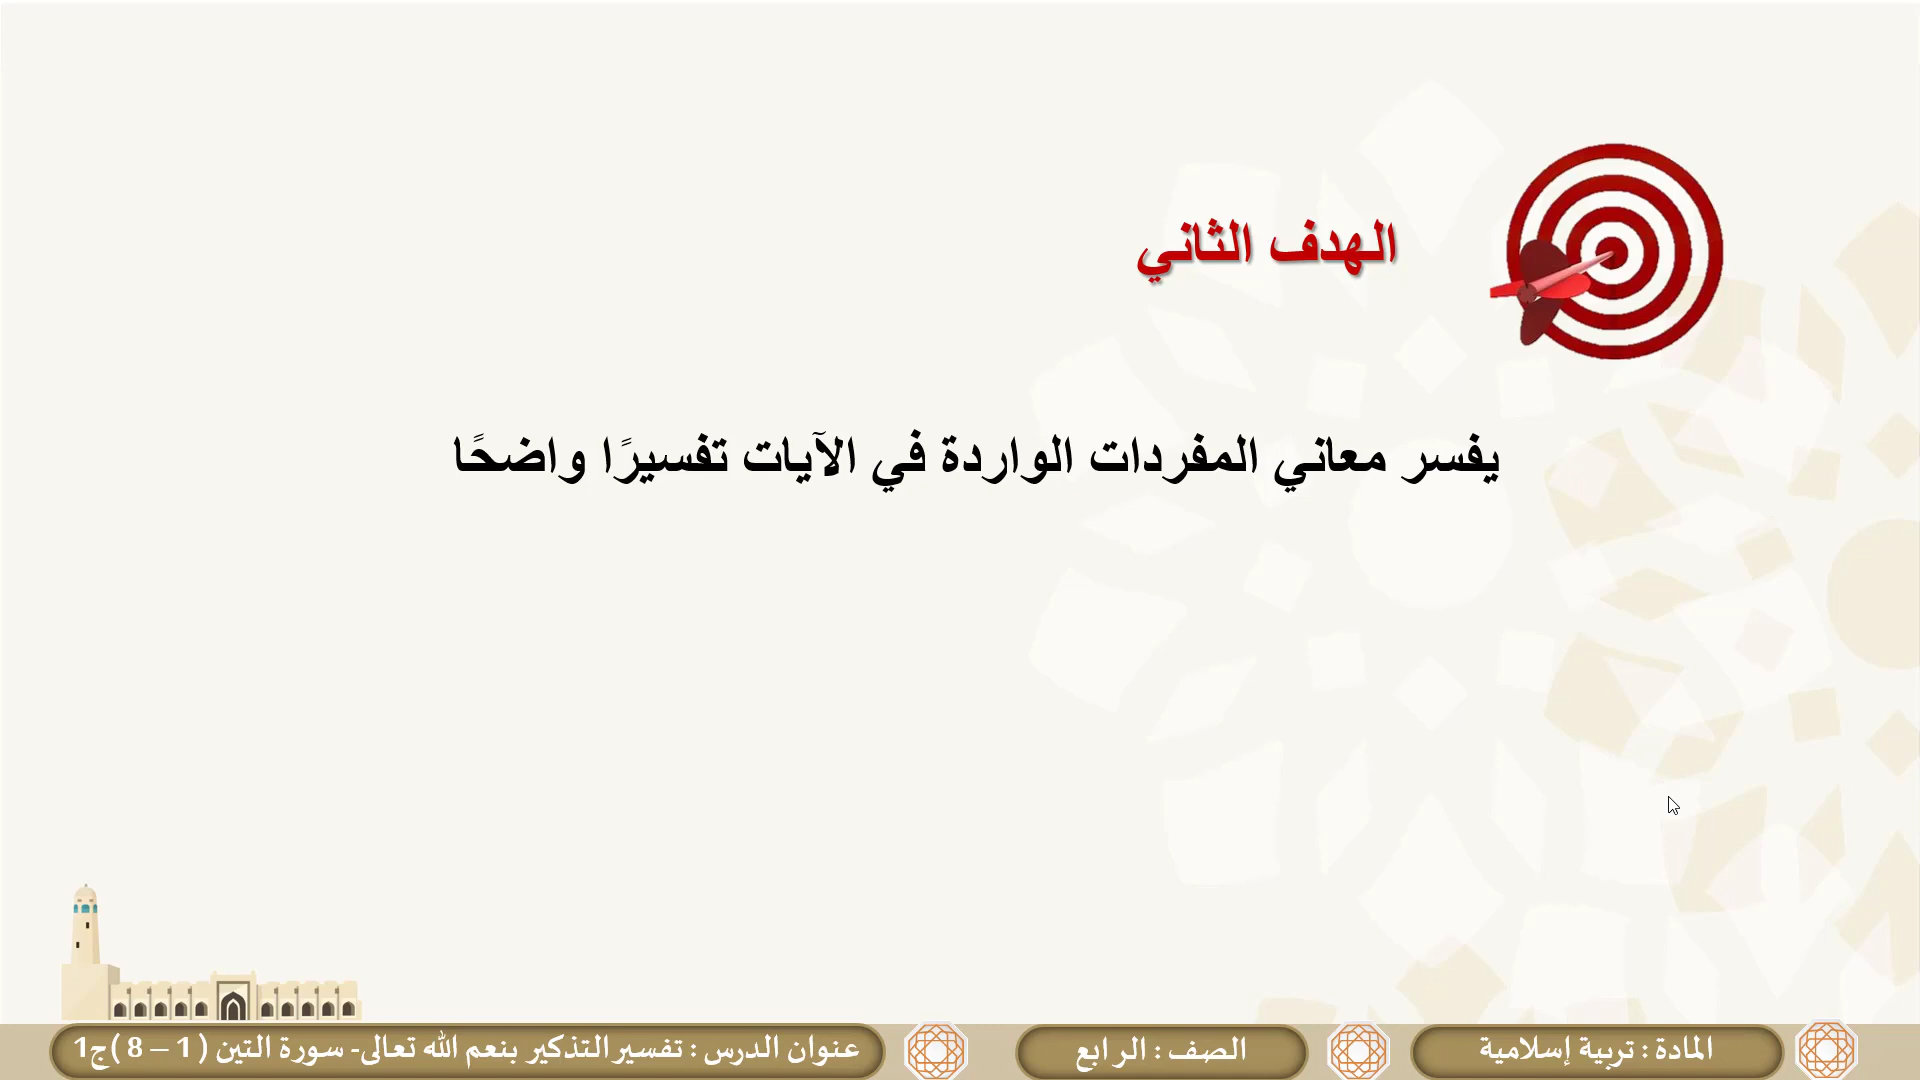 الهدف الثاني
يفسر معاني المفردات الواردة في الآيات تفسيرًا واضحًا
المادة : تربية إسلامية
الصف : الرابع
عنوان الدرس : تفسير التذكير بنعم الله تعالى- سورة التين ( 1 – 8 )ج1